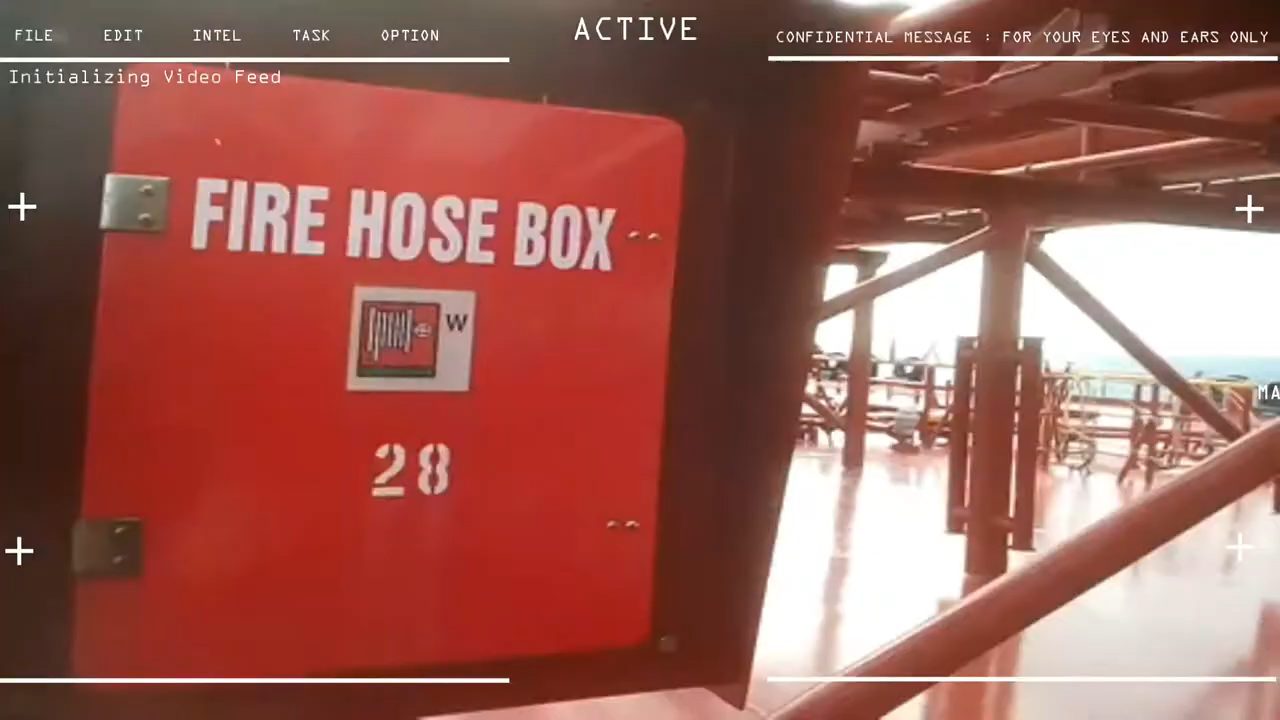 FILE EDIT INTEL TASK OPTION
ACTIVE
CONFIDENTIAL MESSAGE : FOR YOUR EYES AND EARS ONLY
Initializing Video Feed
FIRE HOSE BOX
W
28
MA